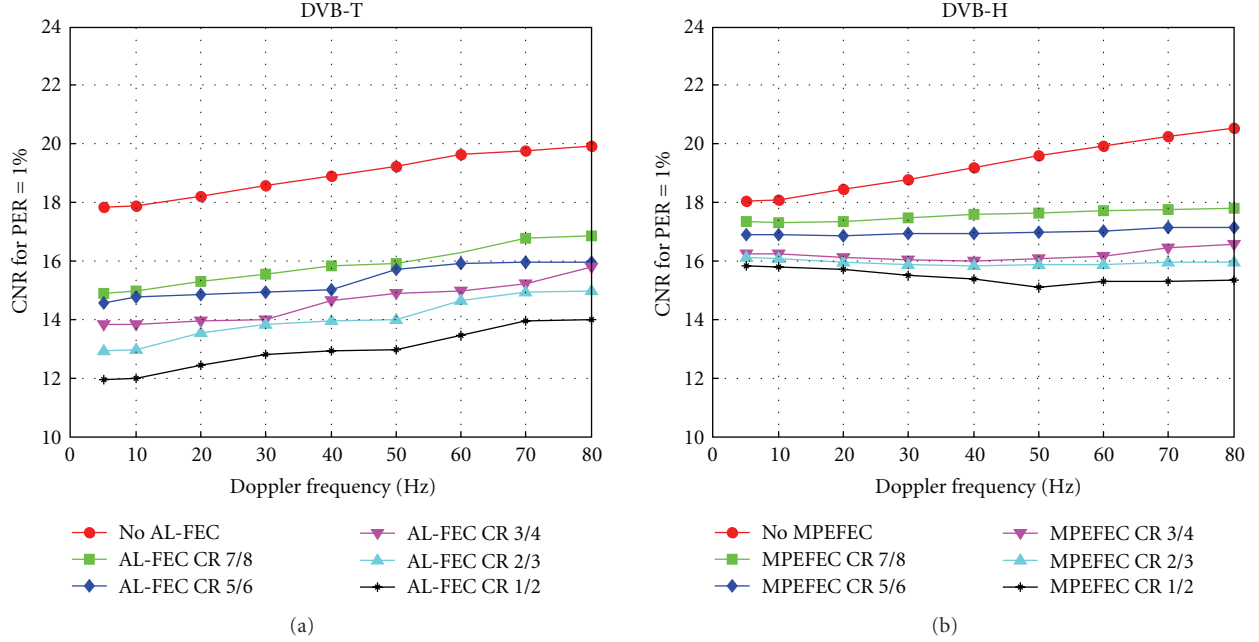 DVB-T
CNR for PER = 1%
24
22
20
18
16
14
12
10
0 10 20 30 40 50 60 70 80
Doppler frequency (Hz)
No AL-FEC
AL-FEC CR 7/8
AL-FEC CR 5/6
AL-FEC CR 3/4
AL-FEC CR 2/3
AL-FEC CR 1/2
(a)
DVB-H
CNR for PER = 1%
24
22
20
18
16
14
12
10
0 10 20 30 40 50 60 70 80
Doppler frequency (Hz)
No MPEFEC
MPEFEC CR 7/8
MPEFEC CR 5/6
MPEFEC CR 3/4
MPEFEC CR 2/3
MPEFEC CR 1/2
(b)